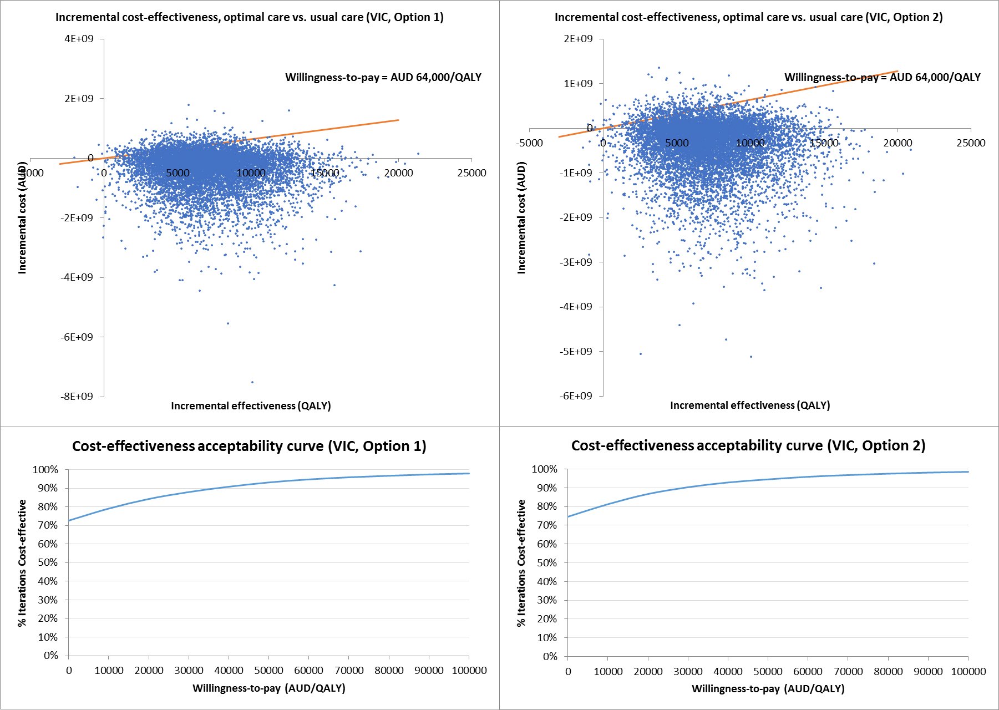 Incremental cost-effectiveness, optimal care vs. usual care (VIC, Option 1)
4E+09
Willingness-to-pay = AUD 64,000/QALY
2E+09
0
-5000
0
5000
10000
15000
20000
25000
-2E+09
-4E+09
-6E+09
-8E+09
Incremental cost (AUD)
Incremental effectiveness (QALY)
Incremental cost-effectiveness, optimal care vs. usual care (VIC, Option 2)
2E+09
Willingness-to-pay = AUD 64,000/QALY
1E+09
0
-5000
0
5000
10000
15000
20000
25000
-1E+09
-2E+09
-3E+09
-4E+09
-5E+09
-6E+09
Incremental cost (AUD)
Incremental effectiveness (QALY)
Cost-effectiveness acceptability curve (VIC, Option 1)
100%
90%
80%
70%
60%
50%
40%
30%
20%
10%
0%
% Iterations Cost-effective
0 10000 20000 30000 40000 50000 60000 70000 80000 90000 100000
Willingness-to-pay (AUD/QALY)
Cost-effectiveness acceptability curve (VIC, Option 2)
100%
90%
80%
70%
60%
50%
40%
30%
20%
10%
0%
% Iterations Cost-effective
0 10000 20000 30000 40000 50000 60000 70000 80000 90000 100000
Willingness-to-pay (AUD/QALY)